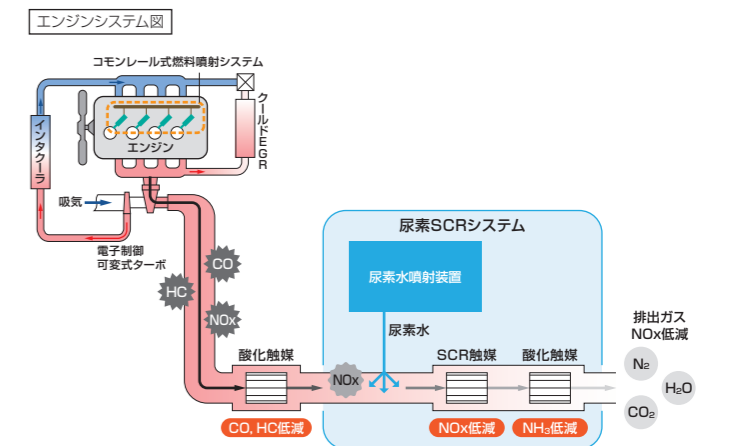 エンジンシステム図
コモンレール式燃料噴射システム
クールドEGR
インタクーラ
エンジン
吸気
電子制御
可変式ターボ
CO
HC
NOx
尿素SCRシステム
尿素水噴射装置
尿素水
酸化触媒
NOx
SCR触媒
酸化触媒
CO, HC低減
NOx低減
NH₃低減
排出ガス
NOx低減
N₂
H₂O
CO₂